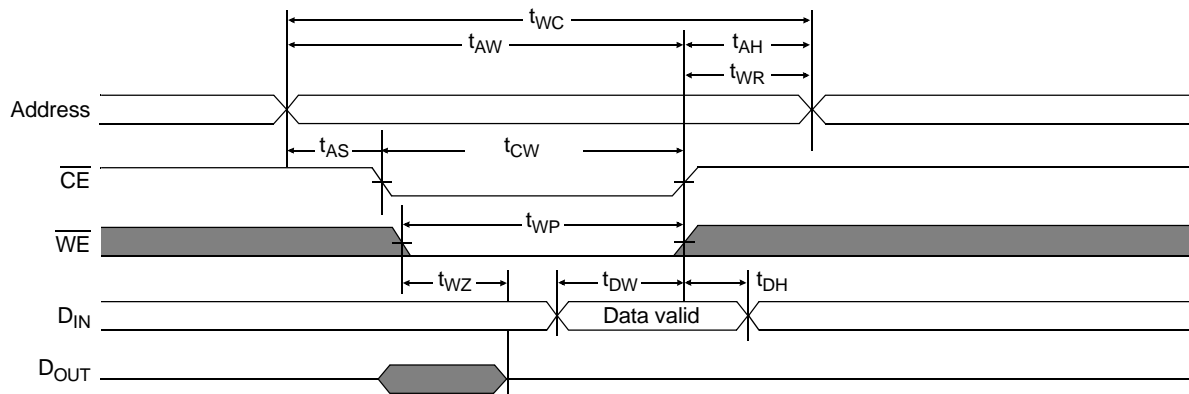 tWC
tAW tAH
tWR
Address
tAS tCW
CE
tWP
WE
tWZ tDW tDH
DIN Data valid
DOUT